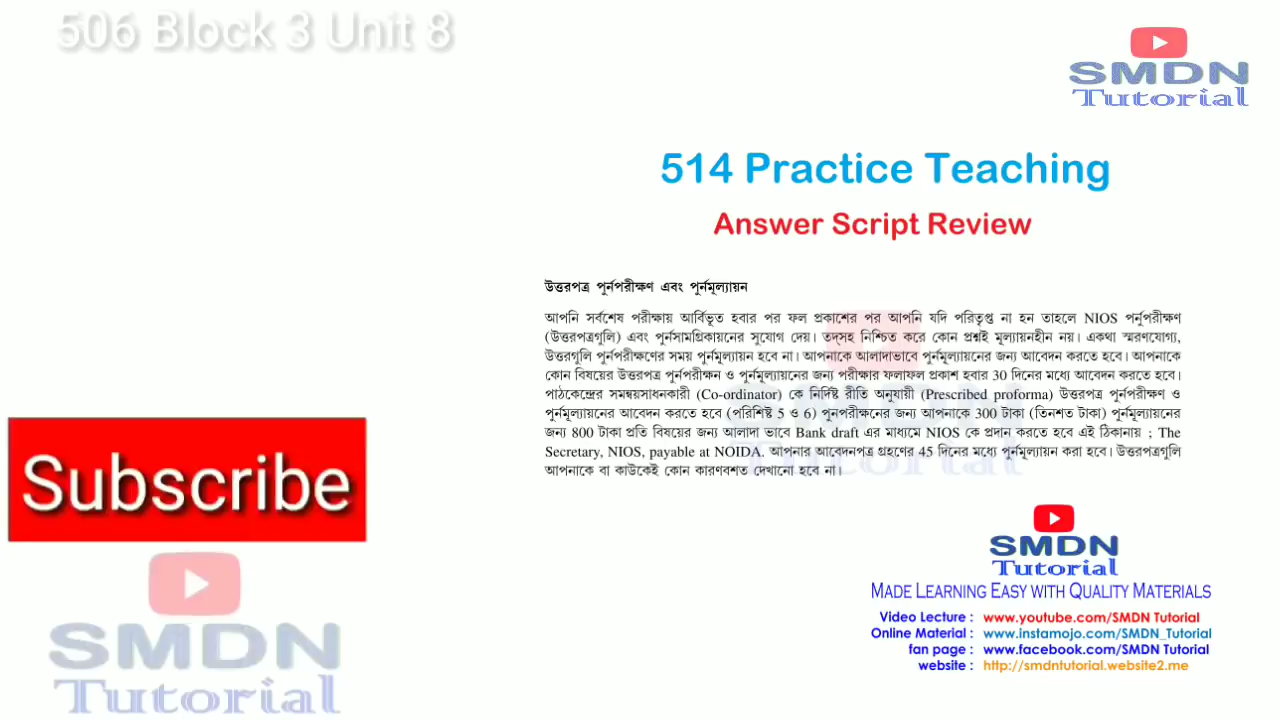 506 Block 3 Unit 8
SMDN
Tutorial
514 Practice Teaching
Answer Script Review
উত্তরপত্র পুর্নপরীক্ষণ এবং পুর্নমূল্যায়ন
আপনি সর্বশেষ পরীক্ষায় আর্বিভূত হবার পর ফল প্রকাশের পর আপনি যদি পরিতৃপ্ত না হন তাহলে NIOS পর্নুপরীক্ষণ
(উত্তরপত্রগুলি) এবং পুর্নসামগ্রিকায়নের সুযোগ দেয়। তদ্সহ নিশ্চিত করে কোন প্রশ্নই মূল্যায়নহীন নয়। একথা স্মরণযোগ্য,
উত্তরগুলি পুর্নপরীক্ষণের সময় পুর্নমূল্যায়ন হবে না। আপনাকে আলাদাভাবে পুর্নমূল্যায়নের জন্য আবেদন করতে হবে। আপনাকে
কোন বিষয়ের উত্তরপত্র পুর্নপরীক্ষন ও পুর্নমূল্যায়নের জন্য পরীক্ষার ফলাফল প্রকাশ হবার 30 দিনের মধ্যে আবেদন করতে হবে।
পাঠকেন্দ্রের সমন্বয়সাধনকারী (Co-ordinator) কে নির্দিষ্ট রীতি অনুযায়ী (Prescribed proforma) উত্তরপত্র পুর্নপরীক্ষণ ও
পুর্নমূল্যায়নের আবেদন করতে হবে (পরিশিষ্ট 5 ও 6) পুনপরীক্ষনের জন্য আপনাকে 300 টাকা (তিনশত টাকা) পুর্নমূল্যায়নের
জন্য 800 টাকা প্রতি বিষয়ের জন্য আলাদা ভাবে Bank draft এর মাধ্যমে NIOS কে প্রদান করতে হবে এই ঠিকানায় ; The
Secretary, NIOS, payable at NOIDA. আপনার আবেদনপত্র গ্রহণের 45 দিনের মধ্যে পুর্নমূল্যায়ন করা হবে। উত্তরপত্রগুলি
আপনাকে বা কাউকেই কোন কারণবশত দেখানো হবে না।
Subscribe
SMDN
Tutorial
SMDN
Tutorial
SMDN
Tutorial
MADE LEARNING EASY WITH QUALITY MATERIALS
Video Lecture : www.youtube.com/SMDN Tutorial
Online Material : www.instamojo.com/SMDN_Tutorial
fan page : www.facebook.com/SMDN Tutorial
website : http://smdntutorial.website2.me